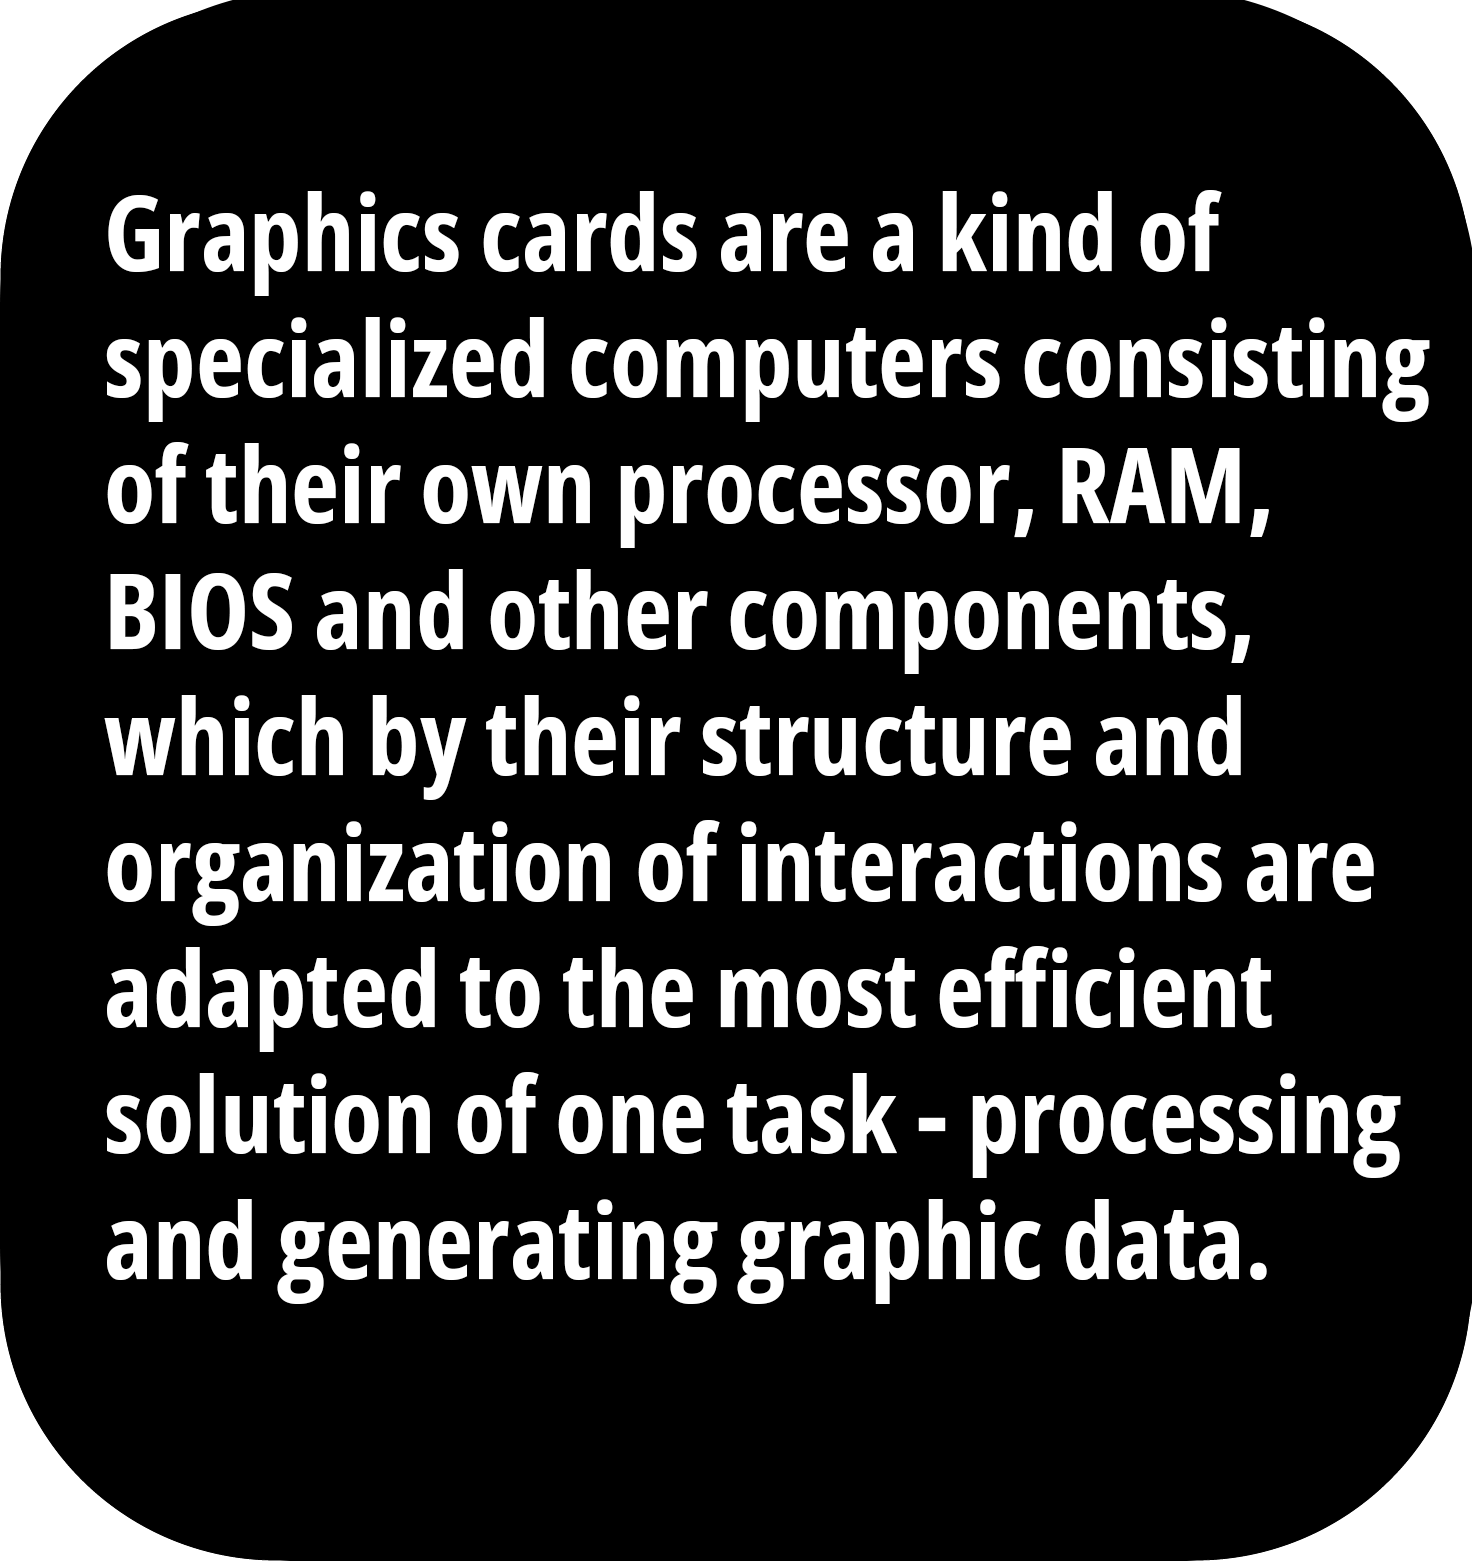 Graphics cards are a kind of
specialized computers consisting
of their own processor, RAM,
BIOS and other components,
which by their structure and
organization of interactions are
adapted to the most efficient
solution of one task - processing
and generating graphic data.